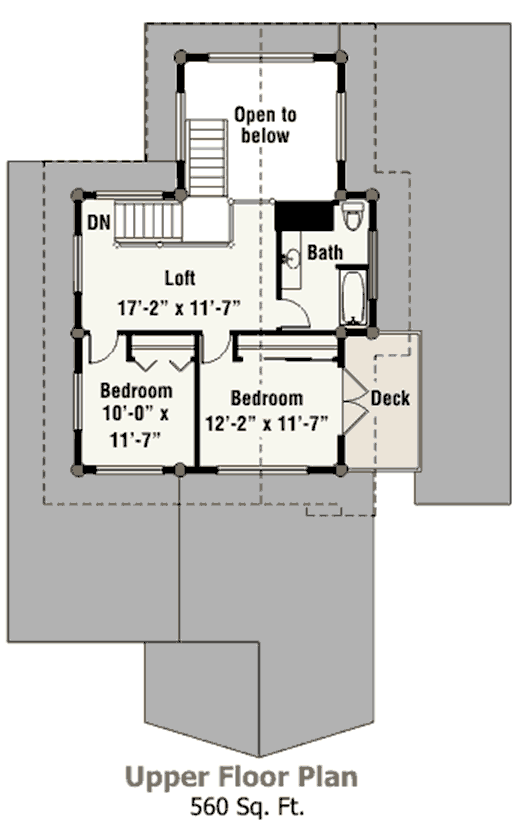 Open to
below
DN
Bath
Loft
17'-2" x 11'-7"
Bedroom
10'-0" x
11'-7"
Bedroom
12'-2" x 11'-7"
Deck
Upper Floor Plan
560 Sq. Ft.